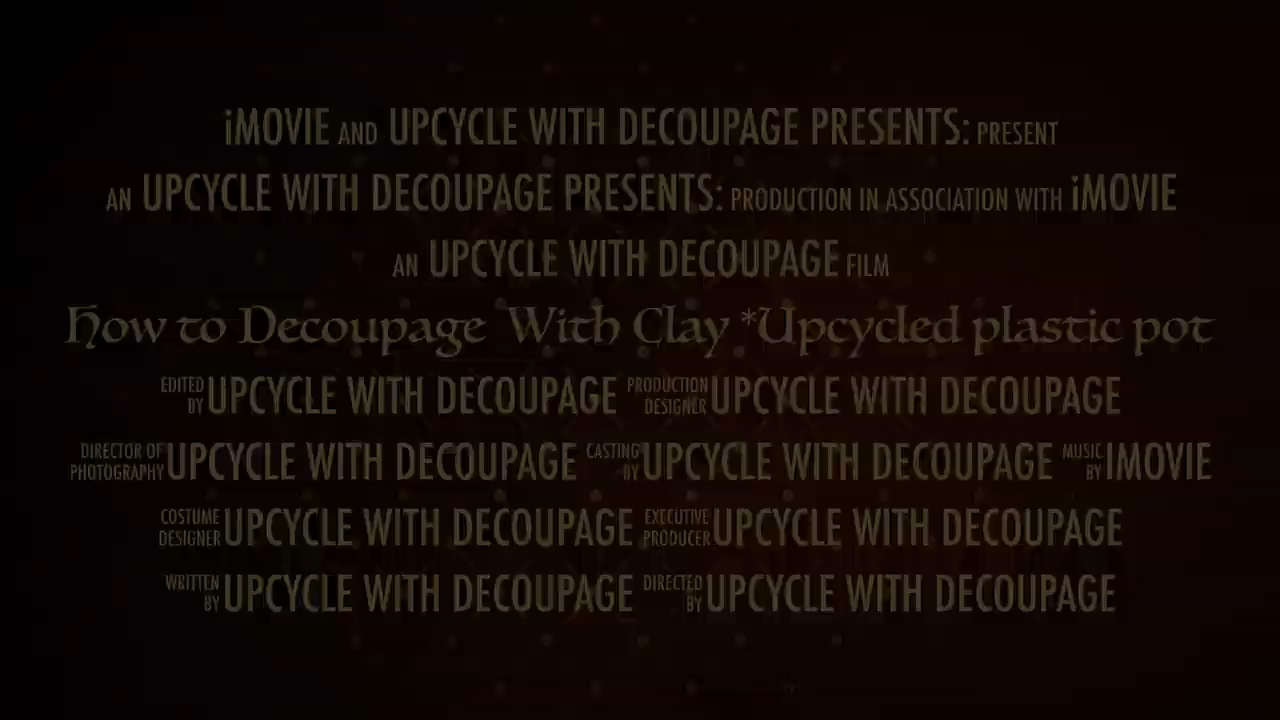 iMOVIE AND UPCYCLE WITH DECOUPAGE PRESENTS: PRESENT
AN UPCYCLE WITH DECOUPAGE PRESENTS: PRODUCTION IN ASSOCIATION WITH iMOVIE
AN UPCYCLE WITH DECOUPAGE FILM
How to Decoupage With Clay *Upcycled plastic pot
EDITED BY UPCYCLE WITH DECOUPAGE PRODUCTION DESIGNER UPCYCLE WITH DECOUPAGE
DIRECTOR OF PHOTOGRAPHY UPCYCLE WITH DECOUPAGE CASTING BY UPCYCLE WITH DECOUPAGE MUSIC BY IMOVIE
COSTUME DESIGNER UPCYCLE WITH DECOUPAGE EXECUTIVE PRODUCER UPCYCLE WITH DECOUPAGE
WRITTEN BY UPCYCLE WITH DECOUPAGE DIRECTED BY UPCYCLE WITH DECOUPAGE